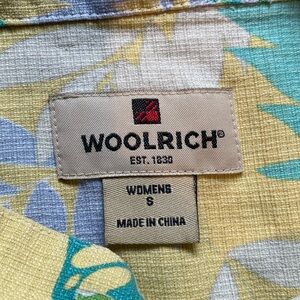 WOOLRICH®
EST. 1830
WOMENS
S
MADE IN CHINA